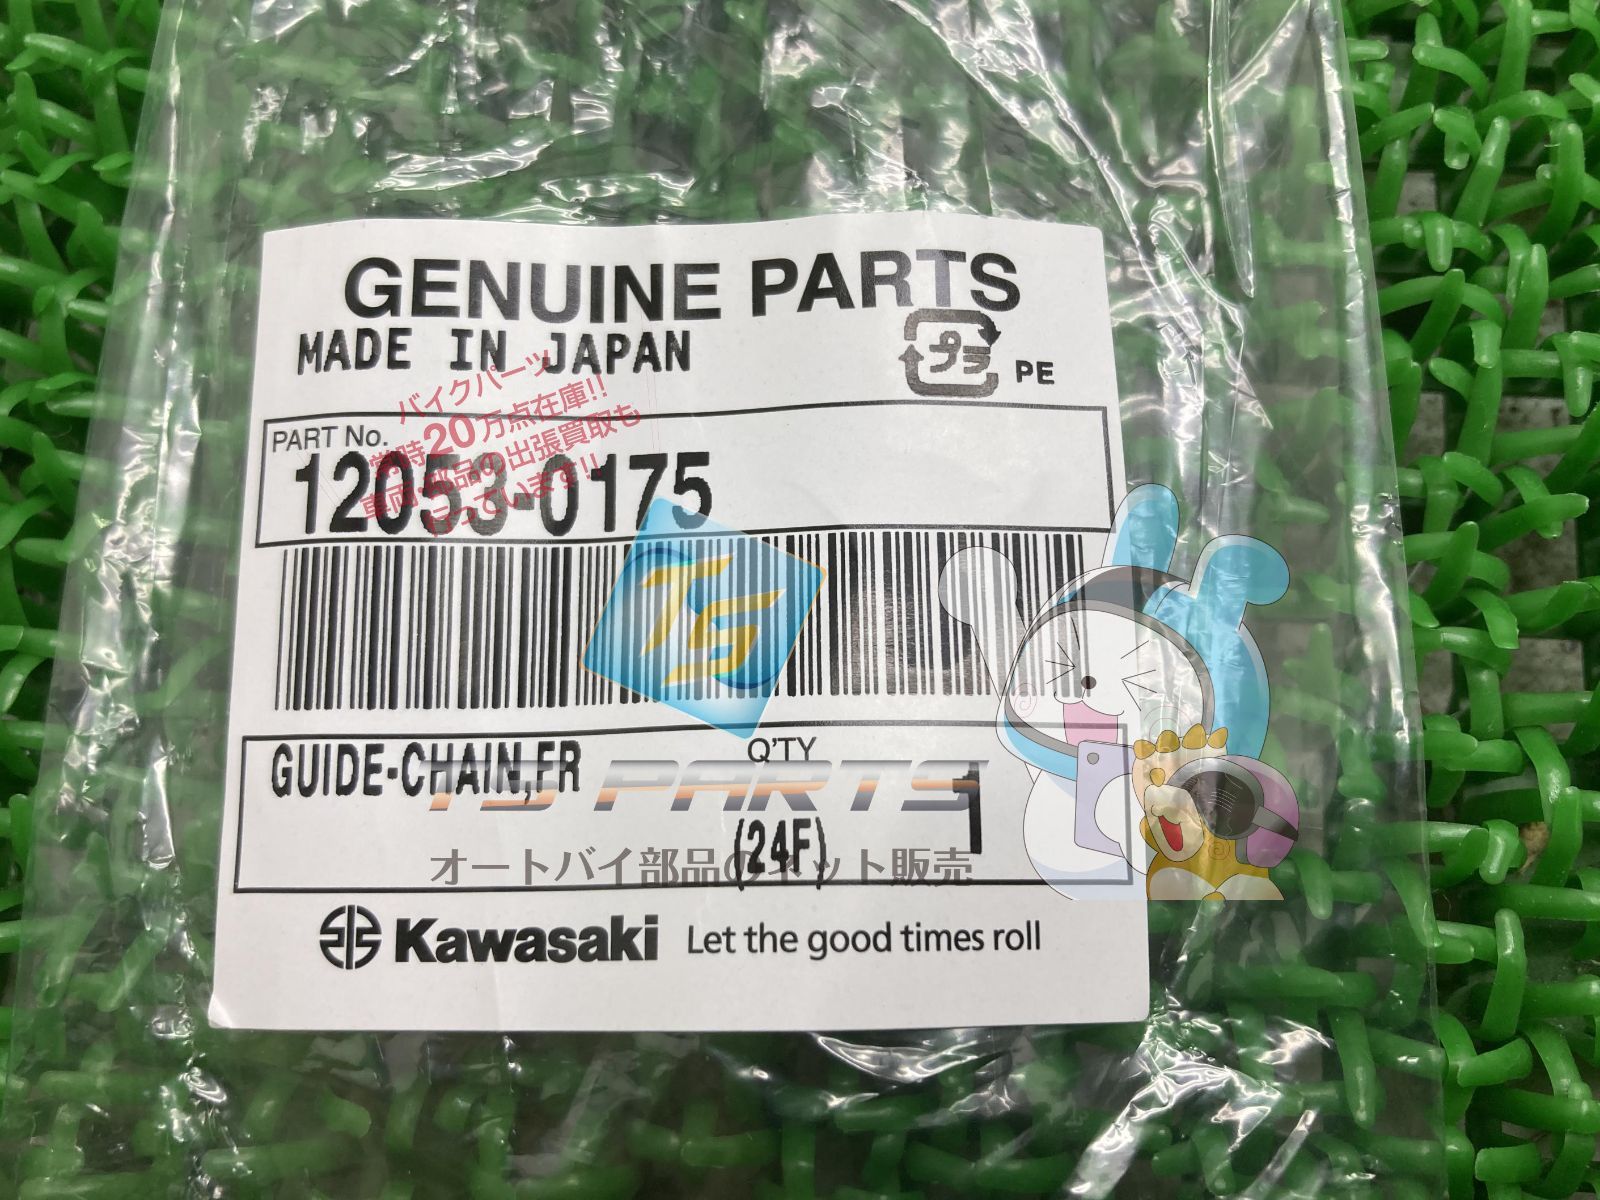 GENUINE PARTS
MADE IN JAPAN
プラ
PE
バイクパーツ
常時20万点在庫!!
車両・部品の出張買取も
行っています!!
PART No.
12053-0175
TS
GUIDE-CHAIN,FR
Q'TY
1
TS PARTS
(24F)
オートバイ部品のネット販売
Kawasaki Let the good times roll